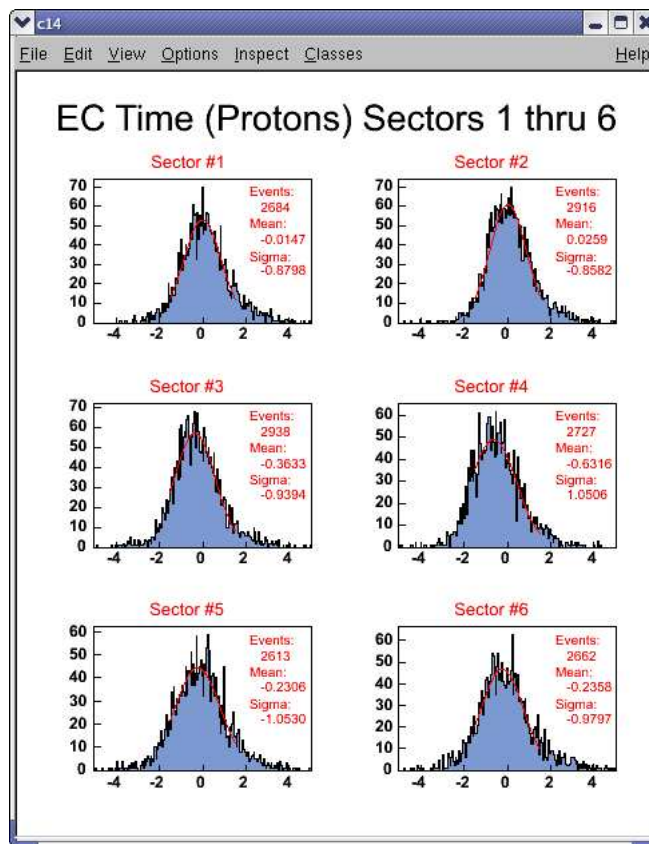 c14
File Edit View Options Inspect Classes Help
EC Time (Protons) Sectors 1 thru 6
Sector #1
70
60
50
40
30
20
10
0
-4 -2 0 2 4
Events:
2684
Mean:
-0.0147
Sigma:
-0.8798
Sector #2
70
60
50
40
30
20
10
0
-4 -2 0 2 4
Events:
2916
Mean:
0.0259
Sigma:
-0.8582
Sector #3
70
60
50
40
30
20
10
0
-4 -2 0 2 4
Events:
2938
Mean:
-0.3633
Sigma:
-0.9394
Sector #4
60
50
40
30
20
10
0
-4 -2 0 2 4
Events:
2727
Mean:
-0.6316
Sigma:
1.0506
Sector #5
60
50
40
30
20
10
0
-4 -2 0 2 4
Events:
2613
Mean:
-0.2306
Sigma:
-1.0530
Sector #6
60
50
40
30
20
10
0
-4 -2 0 2 4
Events:
2662
Mean:
-0.2358
Sigma:
-0.9797